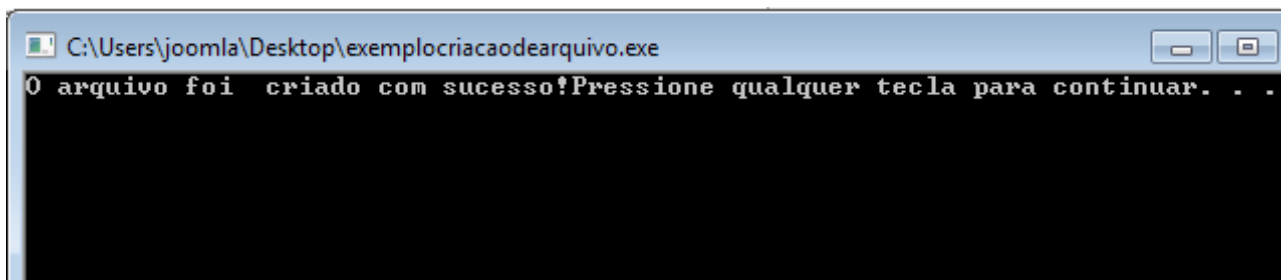 C:\Users\joomla\Desktop\exemplocriacaodearquivo.exe
O arquivo foi  criado com sucesso!Pressione qualquer tecla para continuar. . .